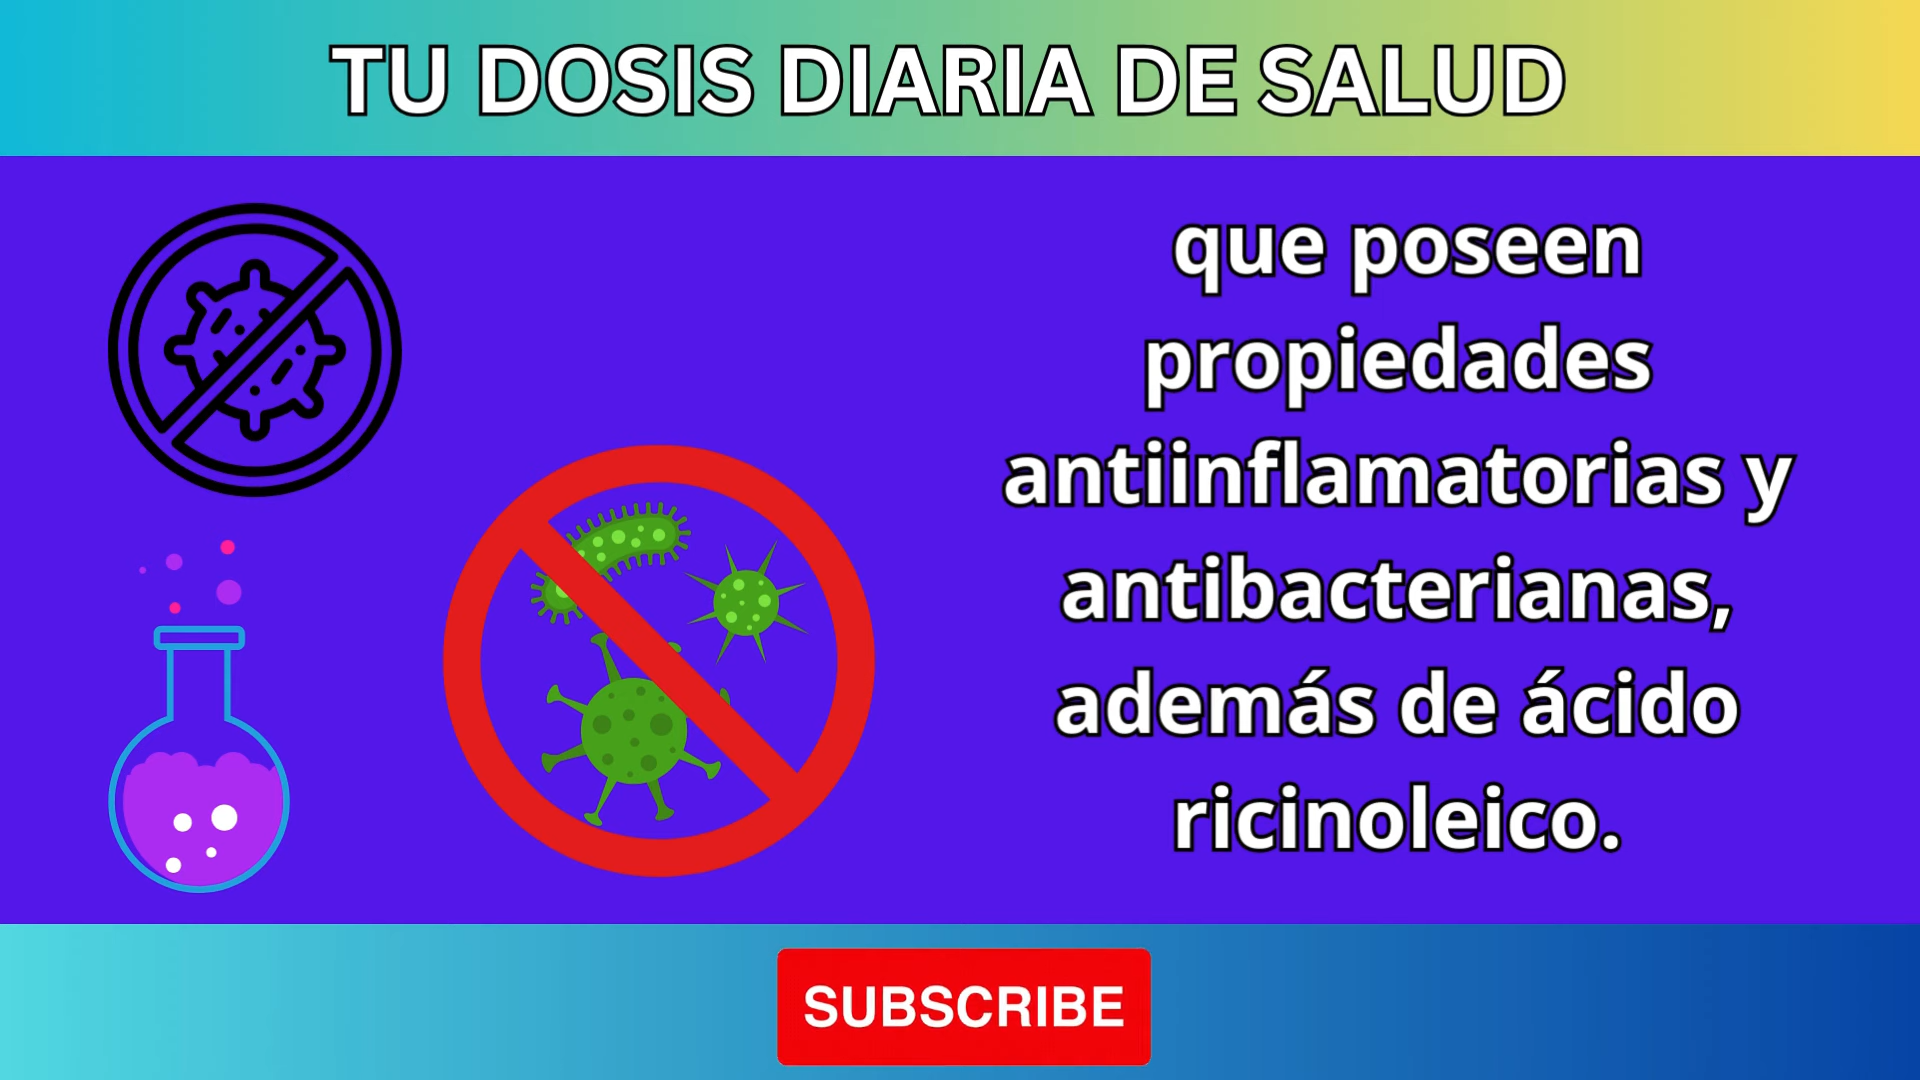 TU DOSIS DIARIA DE SALUD
que poseen
propiedades
antiinflamatorias y
antibacterianas,
además de ácido
ricinoleico.
SUBSCRIBE